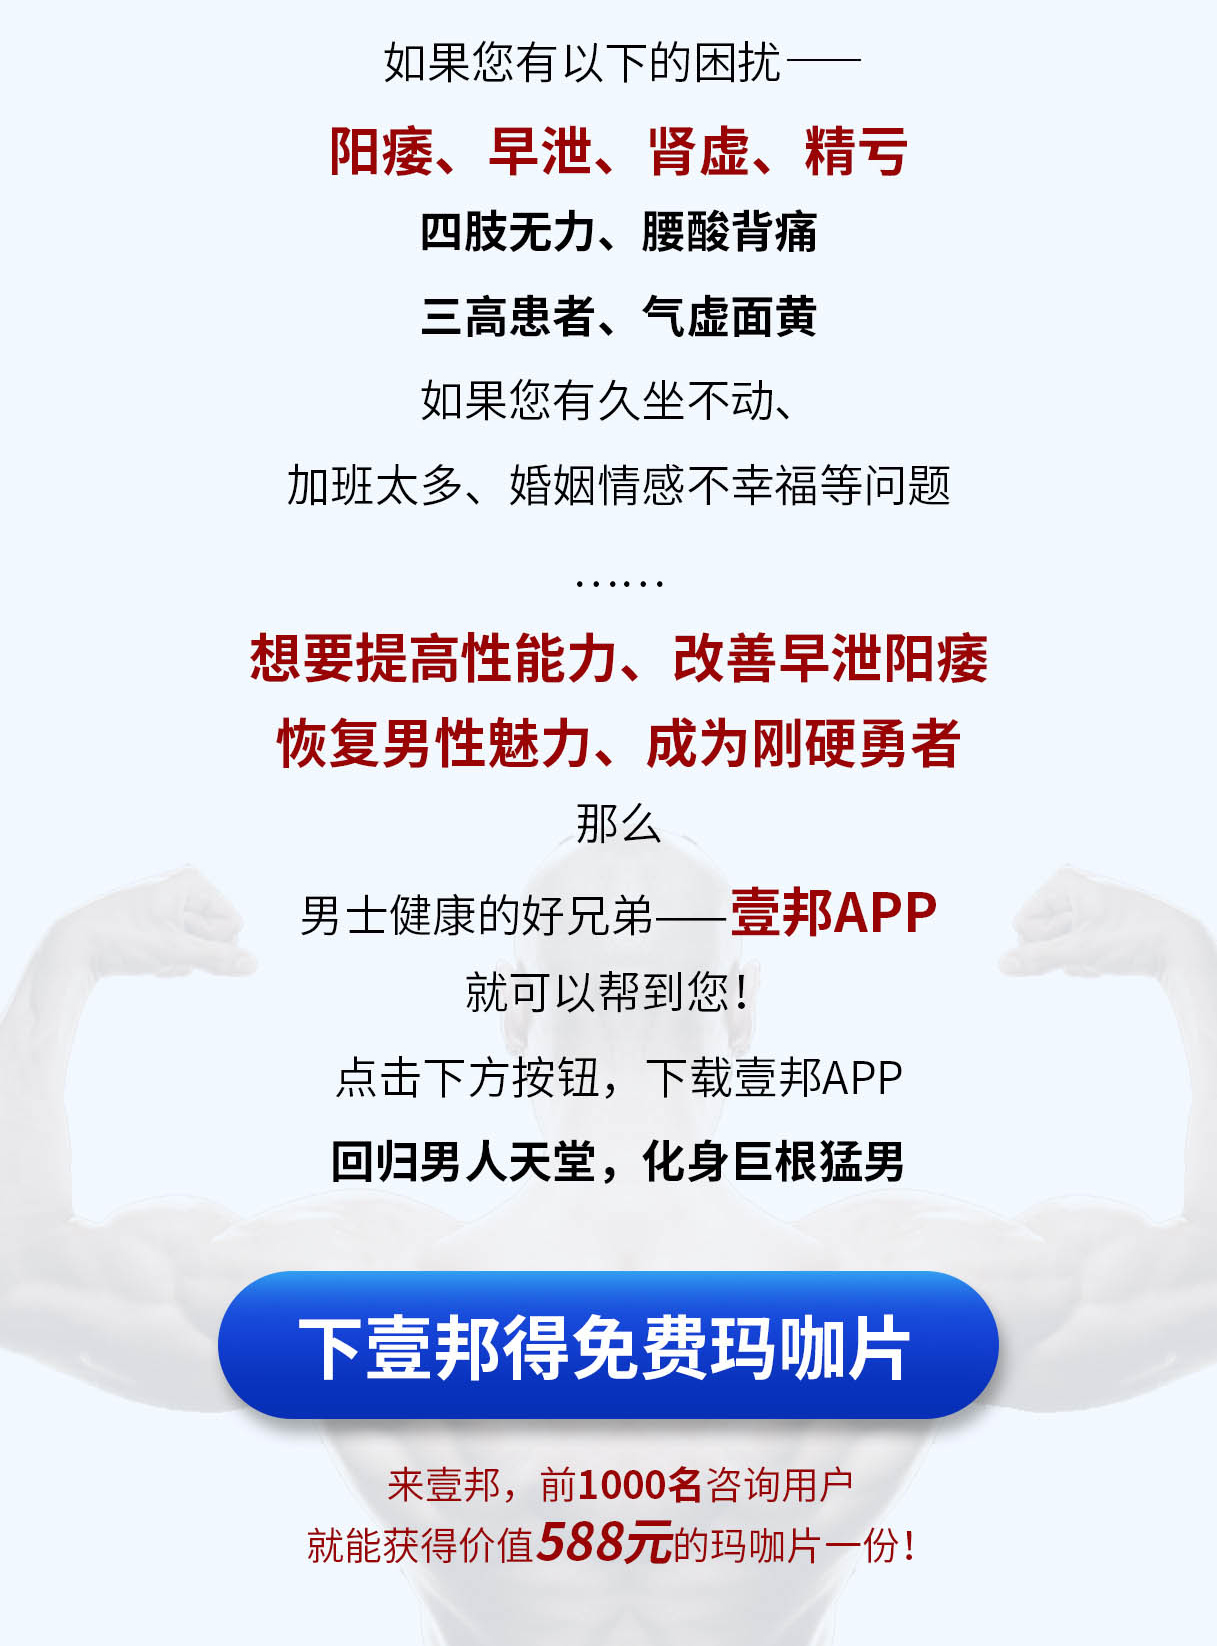 如果您有以下的困扰——
阳痿、早泄、肾虚、精亏
四肢无力、腰酸背痛
三高患者、气虚面黄
如果您有久坐不动、
加班太多、婚姻情感不幸福等问题
……
想要提高性能力、改善早泄阳痿
恢复男性魅力、成为刚硬勇者
那么
男士健康的好兄弟——壹邦APP
就可以帮到您！
点击下方按钮，下载壹邦APP
回归男人天堂，化身巨根猛男
下壹邦得免费玛咖片
来壹邦，前1000名咨询用户
就能获得价值588元的玛咖片一份！